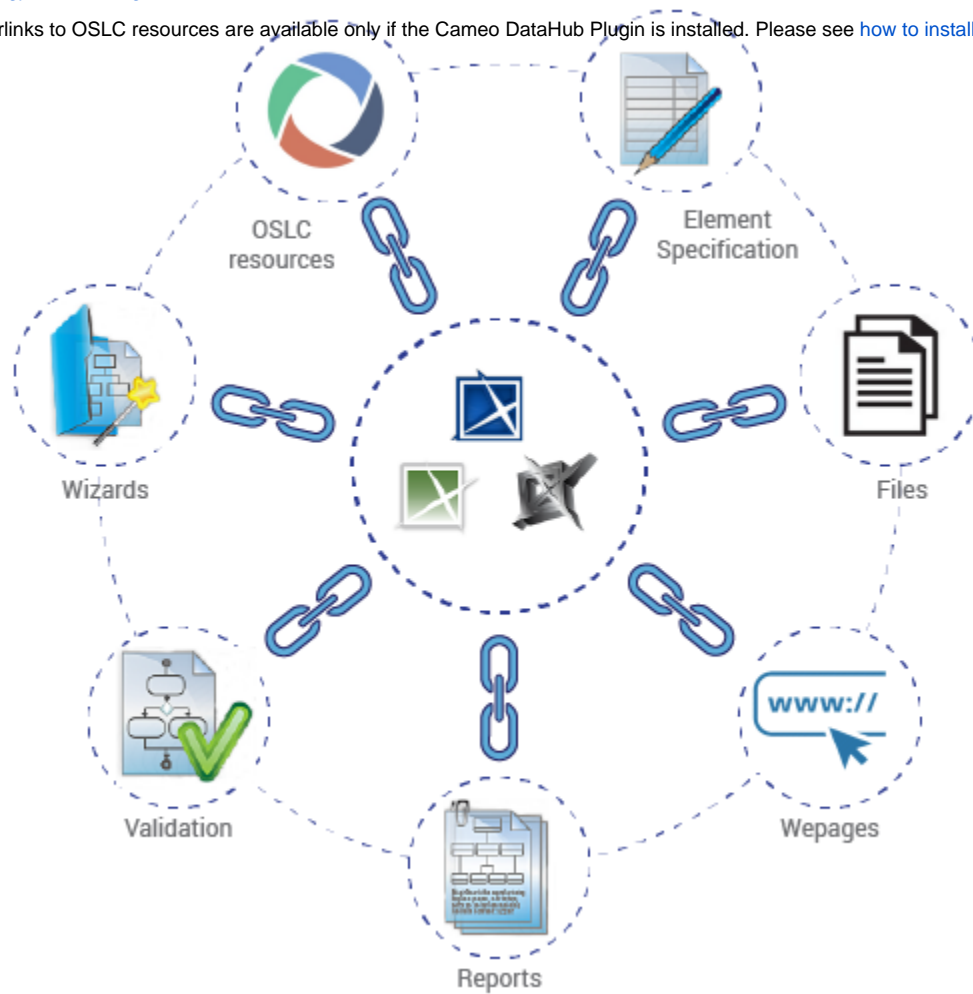 rlinks to OSLC resources are available only if the Cameo DataHub Plugin is installed. Please see how to install
OSLC
resources
Element
Specification
Wizards
Files
www://
Validation
Wepages
Reports